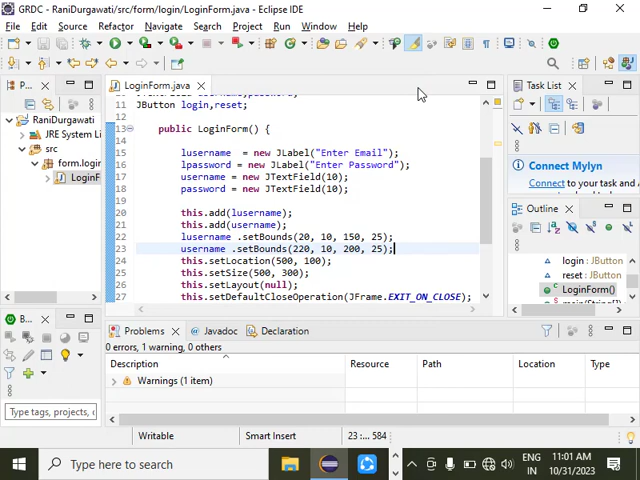 GRDC - RaniDurgawati/src/form/login/LoginForm.java - Eclipse IDE
File Edit Source Refactor Navigate Search Project Run Window Help
P...
LoginForm.java
Task List
RaniDurgawati
JRE System Li
src
form.login
LoginF
11 JButton login,reset;
12
13 public LoginForm() {
14
15 lusername = new JLabel("Enter Email");
16 lpassword = new JLabel("Enter Password");
17 username = new JTextField(10);
18 password = new JTextField(10);
19
20 this.add(lusername);
21 this.add(username);
22 lusername .setBounds(20, 10, 150, 25);
23 username .setBounds(220, 10, 200, 25);
24 this.setLocation(500, 100);
25 this.setSize(500, 300);
26 this.setLayout(null);
27 this.setDefaultCloseOperation(JFrame.EXIT_ON_CLOSE);
Connect Mylyn
Connect to your task and
Outline
login : JButton
reset : JButton
LoginForm()
main(String[]
B...
Type tags, projects, o
Problems
Javadoc
Declaration
0 errors, 1 warning, 0 others
Description Resource Path Location Type
Warnings (1 item)
Writable Smart Insert 23 : ... 584
Type here to search
ENG
IN
11:01 AM
10/31/2023